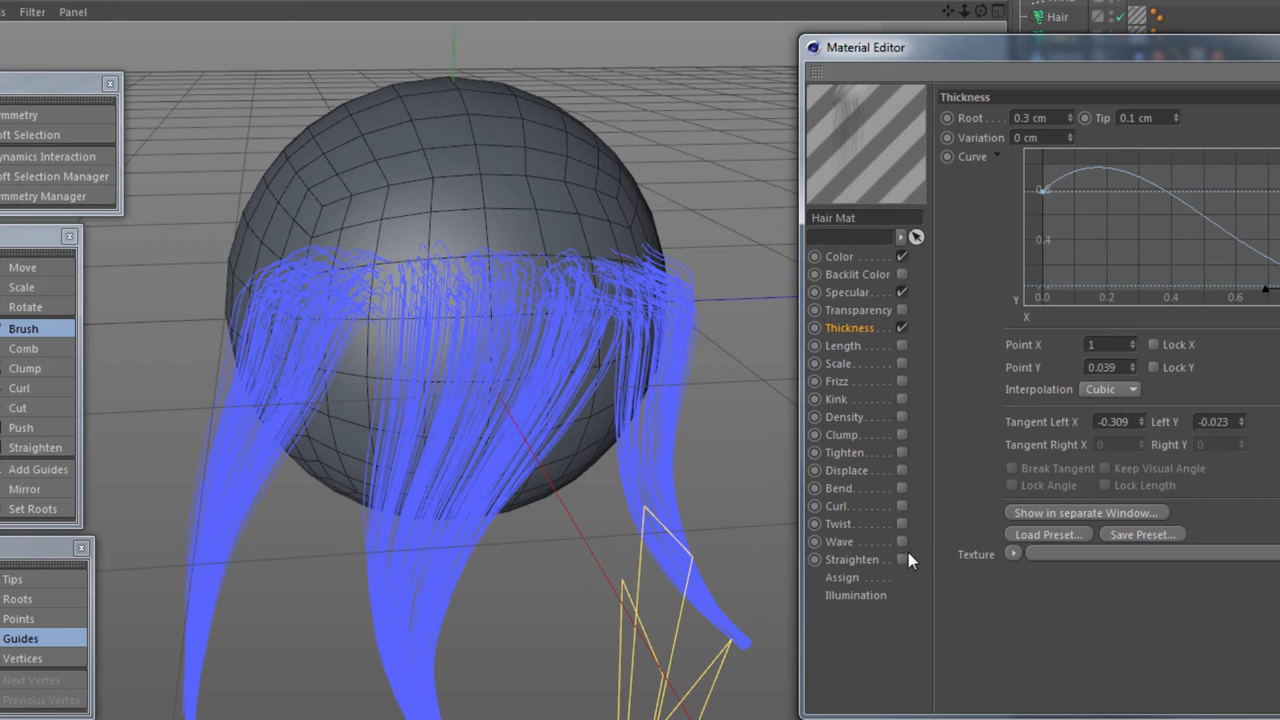 Filter Panel
Hair
mmetry
oft Selection
ynamics Interaction
oft Selection Manager
mmetry Manager
Move
Scale
Rotate
Brush
Comb
Clump
Curl
Cut
Push
Straighten
Add Guides
Mirror
Set Roots
Tips
Roots
Points
Guides
Vertices
Next Vertex
Previous Vertex
Material Editor
Hair Mat
Color
Backlit Color
Specular
Transparency
Thickness
Length
Scale
Frizz
Kink
Density
Clump
Tighten
Displace
Bend
Curl
Twist
Wave
Straighten
Assign
Illumination
Thickness
Root 0.3 cm Tip 0.1 cm
Variation 0 cm
Curve
0.4
Y 0.0 0.2 0.4 0.6
X
Point X 1 Lock X
Point Y 0.039 Lock Y
Interpolation Cubic
Tangent Left X -0.309 Left Y -0.023
Tangent Right X 0 Right Y 0
Break Tangent Keep Visual Angle
Lock Angle Lock Length
Show in separate Window...
Load Preset... Save Preset...
Texture